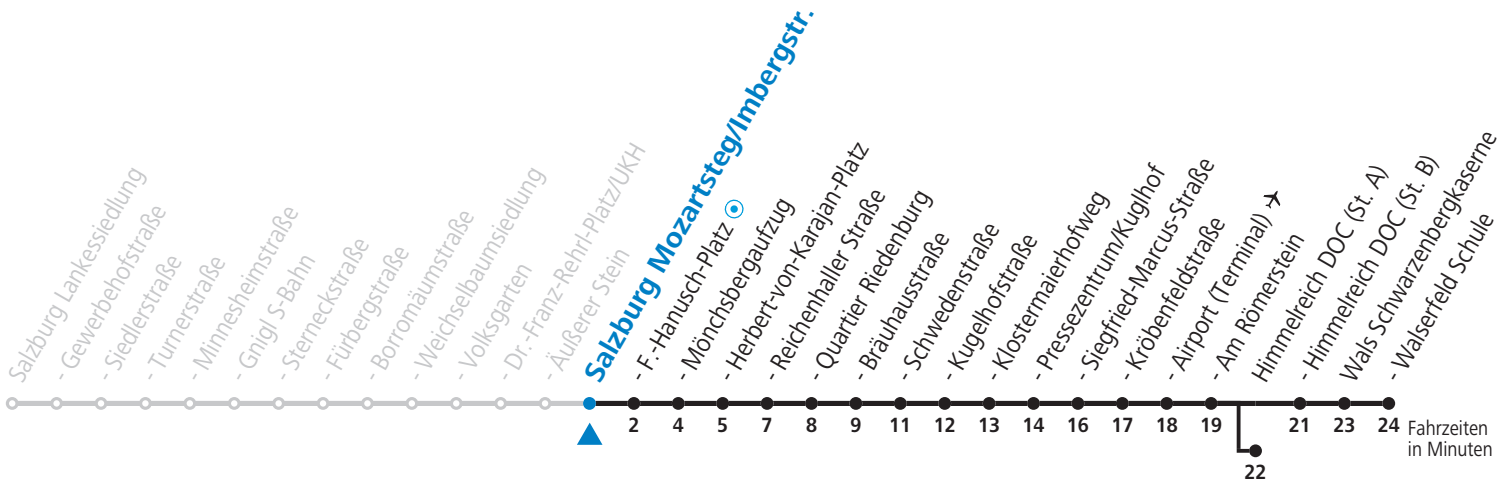 Salzburg Lankessiedlung
- Gewerbehofstraße
- Siedlerstraße
- Turnerstraße
- Minnesheimstraße
- Gnigl S-Bahn
- Sterneckstraße
- Fürbergstraße
- Borromäumstraße
- Weichselbaumsiedlung
- Volksgarten
- Dr.-Franz-Rehrl-Platz/UKH
- Äußerer Stein
Salzburg Mozartsteg/Imbergstr.
- F.-Hanusch-Platz
- Mönchsbergaufzug
- Herbert-von-Karajan-Platz
- Reichenhaller Straße
- Quartier Riedenburg
- Bräuhausstraße
- Schwedenstraße
- Kugelhofstraße
- Klostermaierhofweg
- Pressezentrum/Kuglhof
- Siegfried-Marcus-Straße
- Kröbenfeldstraße
- Airport (Terminal)
- Am Römerstein
Himmelreich DOC (St. A)
- Himmelreich DOC (St. B)
Wals Schwarzenbergkaserne
- Walserfeld Schule
2 4 5 7 8 9 11 12 13 14 16 17 18 19 21 23 24
Fahrzeiten
in Minuten
22